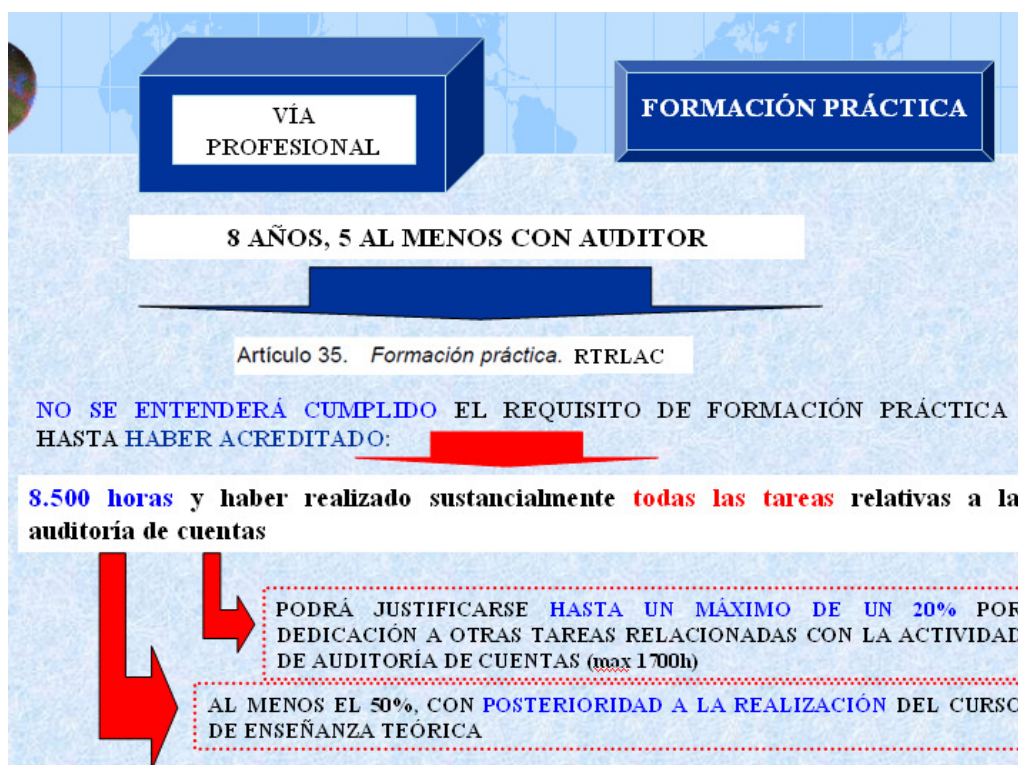 VÍA
PROFESIONAL
FORMACIÓN PRÁCTICA
8 AÑOS, 5 AL MENOS CON AUDITOR
Artículo 35. Formación práctica. RTRLAC
NO SE ENTENDERÁ CUMPLIDO EL REQUISITO DE FORMACIÓN PRÁCTICA
HASTA HABER ACREDITADO:
8.500 horas y haber realizado sustancialmente todas las tareas relativas a la
auditoría de cuentas
PODRÁ JUSTIFICARSE HASTA UN MÁXIMO DE UN 20% POR
DEDICACIÓN A OTRAS TAREAS RELACIONADAS CON LA ACTIVIDAD
DE AUDITORÍA DE CUENTAS (max 1700h)
AL MENOS EL 50%, CON POSTERIORIDAD A LA REALIZACIÓN DEL CURSO
DE ENSEÑANZA TEÓRICA